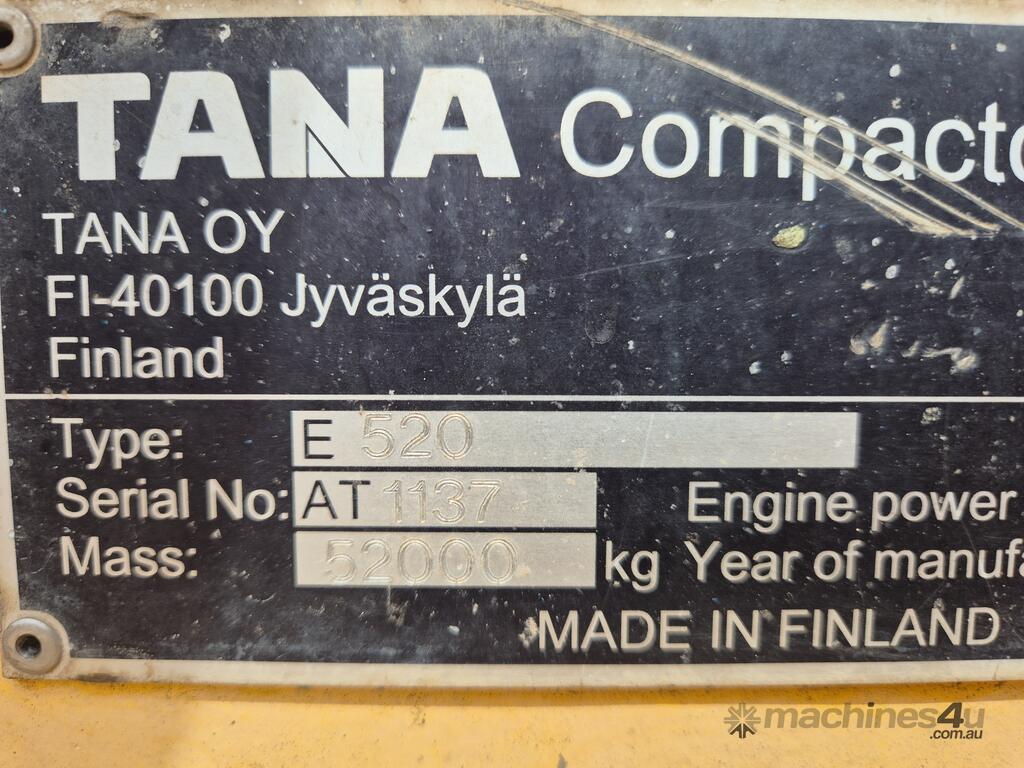 TANA Compacto
TANA OY
FI-40100 Jyväskylä
Finland
Type: E 520
Serial No: AT 1137 Engine power
Mass: 52000 kg Year of manufa
MADE IN FINLAND
machines4u
.com.au